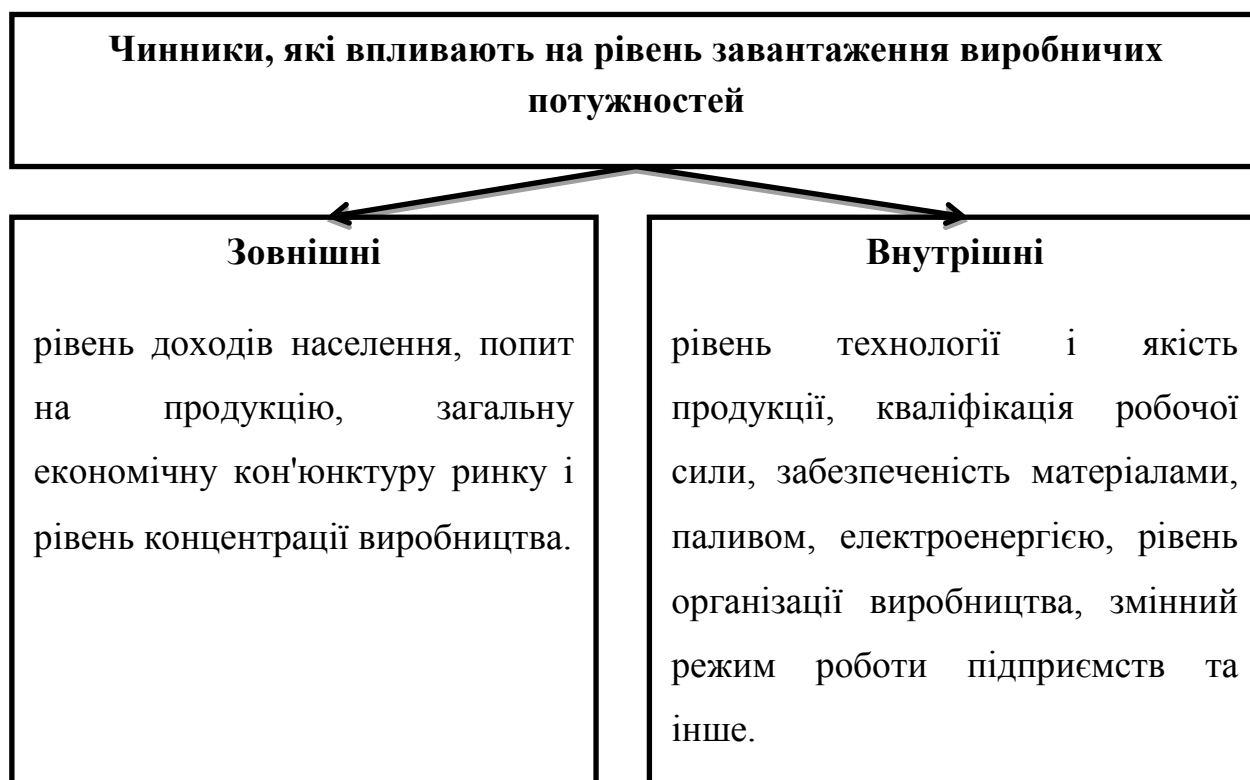 Чинники, які впливають на рівень завантаження виробничих
потужностей
Зовнішні
рівень доходів населення, попит
на продукцію, загальну
економічну кон'юнктуру ринку і
рівень концентрації виробництва.
Внутрішні
рівень технології і якість
продукції, кваліфікація робочої
сили, забезпеченість матеріалами,
паливом, електроенергією, рівень
організації виробництва, змінний
режим роботи підприємств та
інше.